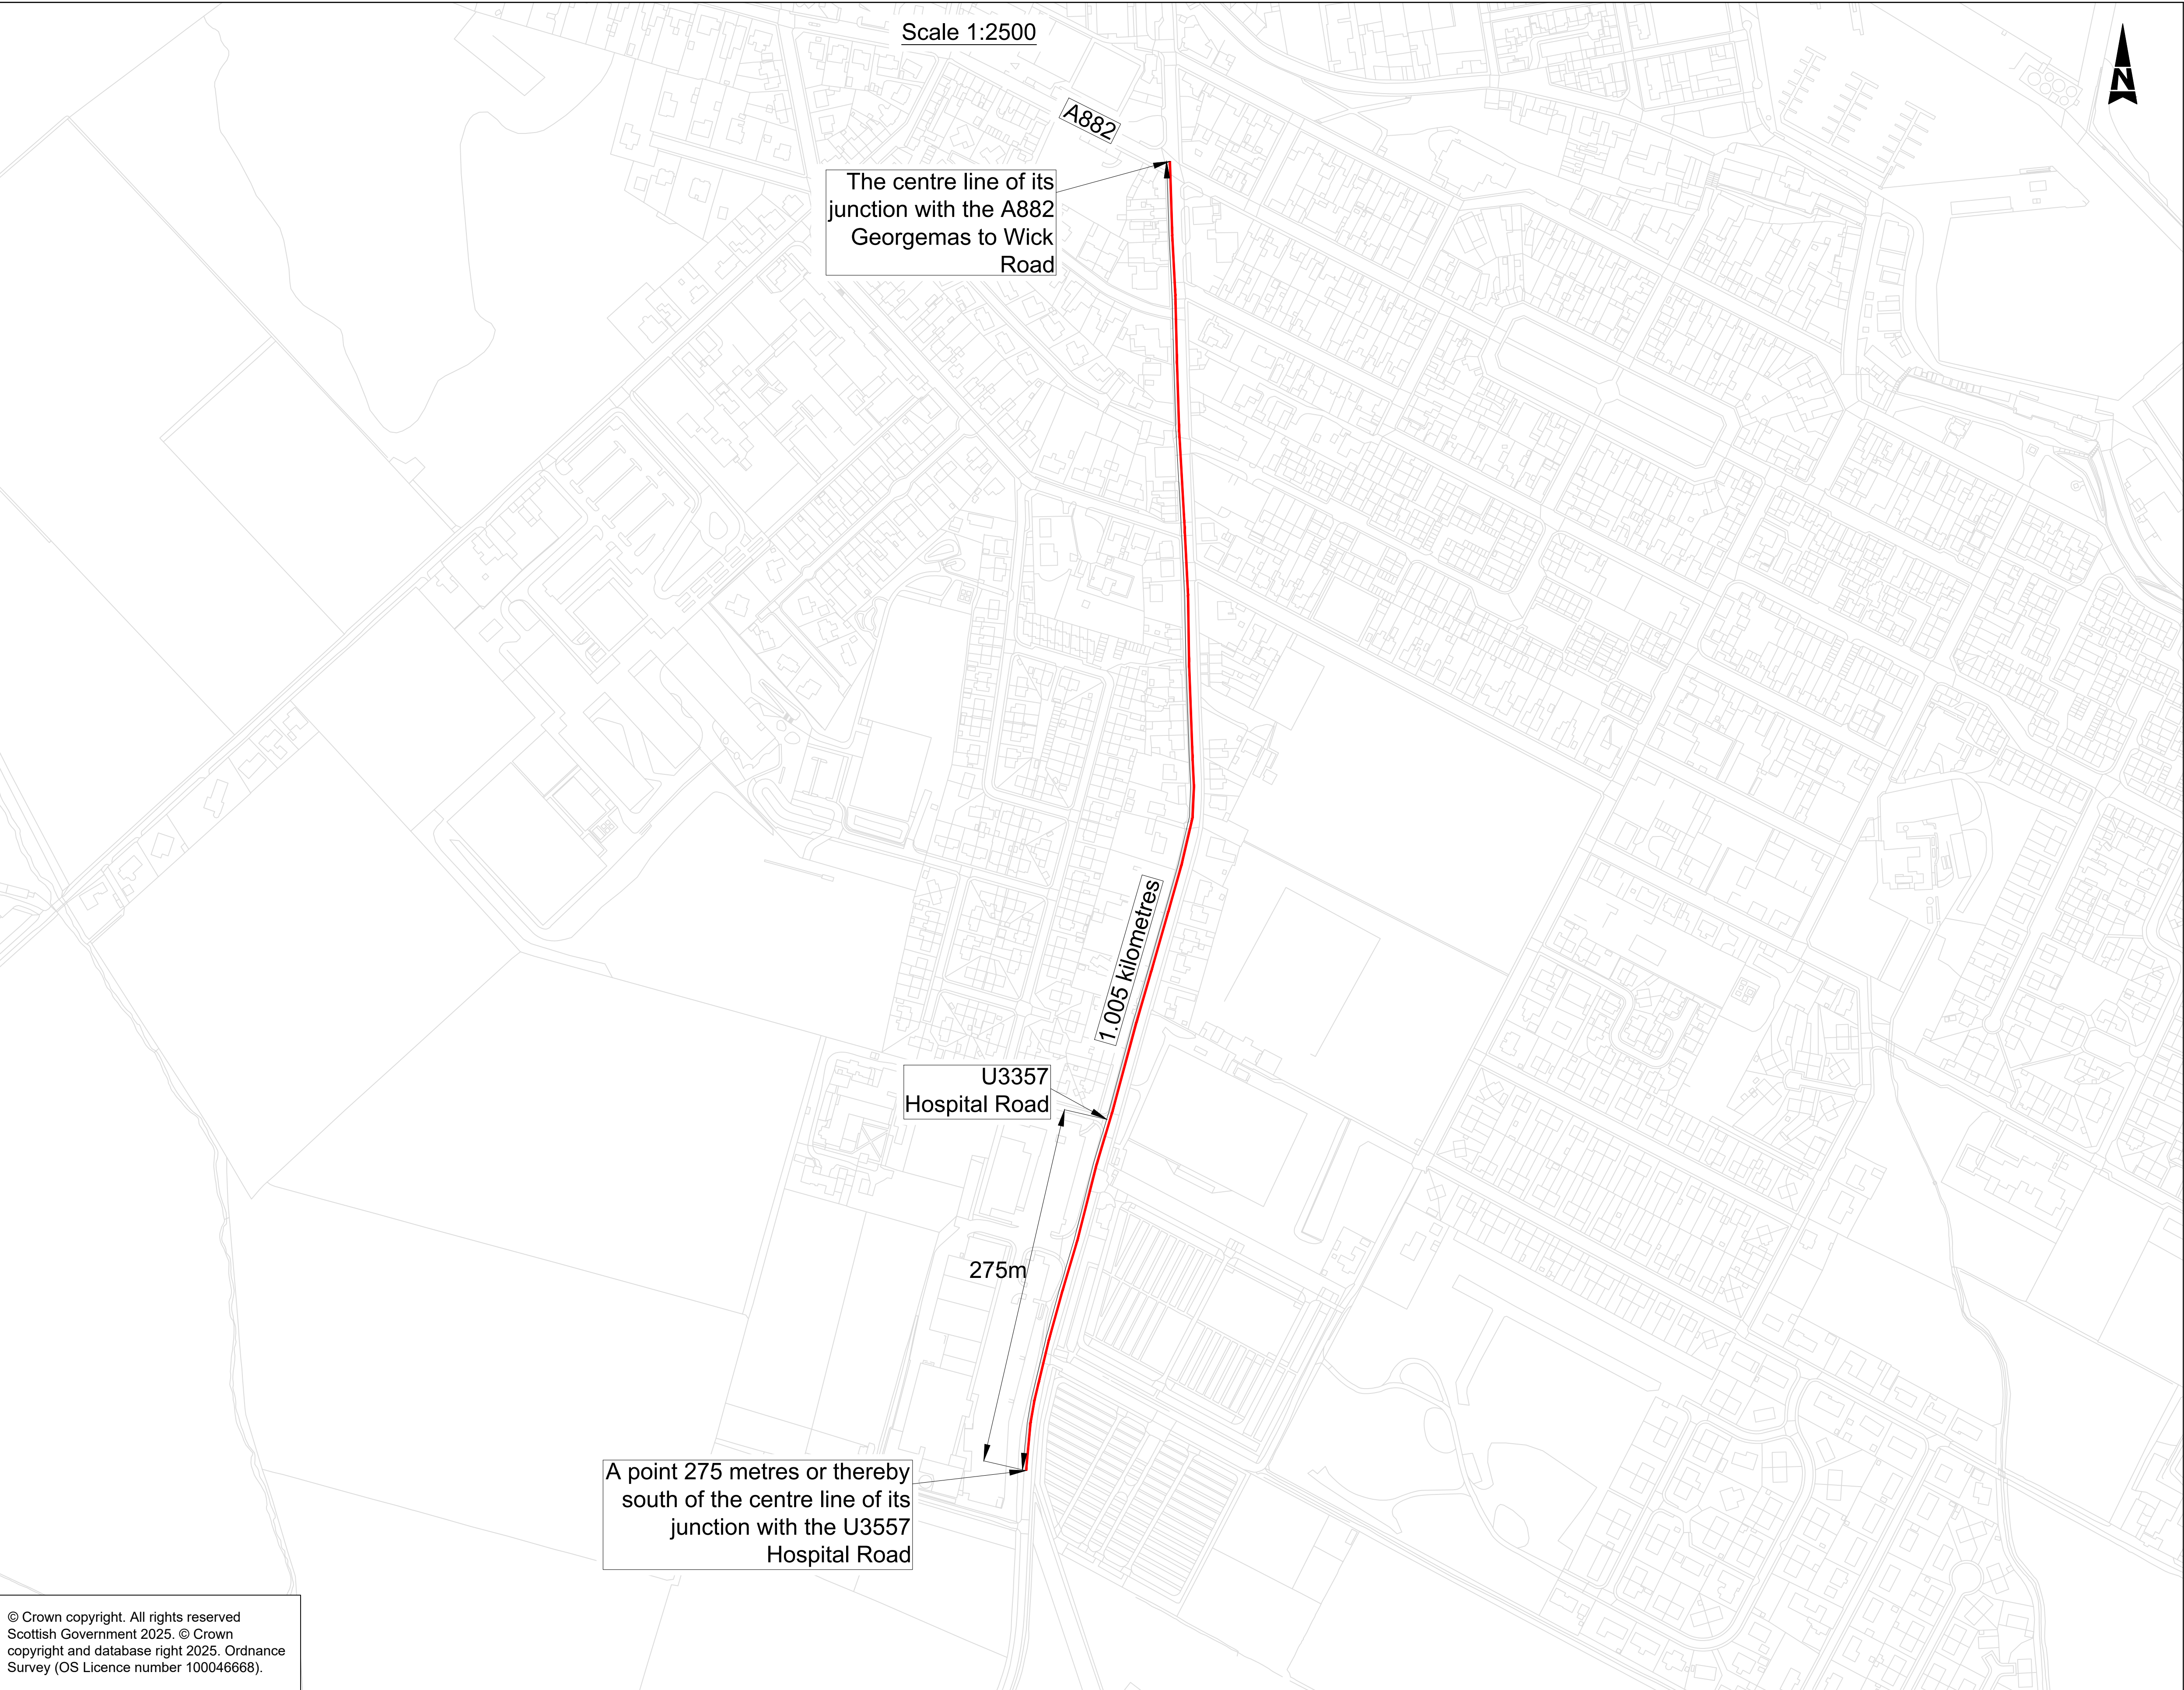 Scale 1:2500
N
A882
The centre line of its
junction with the A882
Georgemas to Wick
Road
1.005 kilometres
U3357
Hospital Road
275m
A point 275 metres or thereby
south of the centre line of its
junction with the U3557
Hospital Road
© Crown copyright. All rights reserved
Scottish Government 2025. © Crown
copyright and database right 2025. Ordnance
Survey (OS Licence number 100046668).